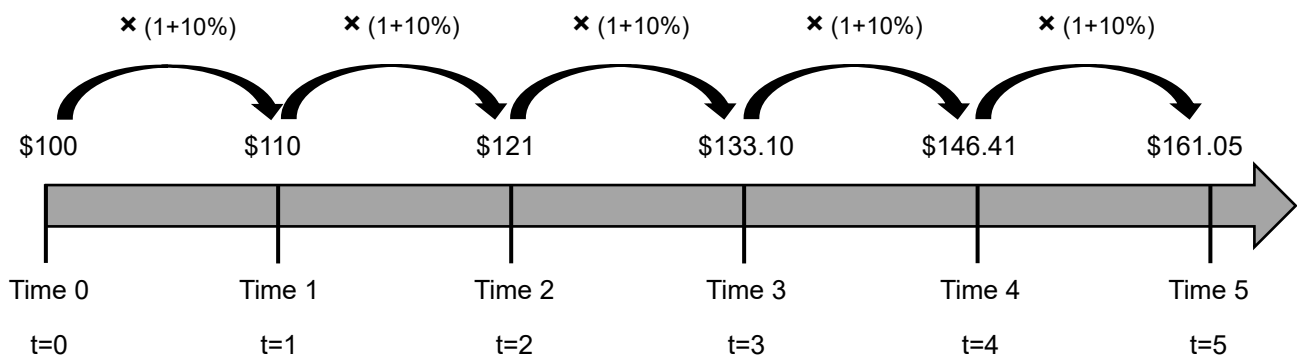 × (1+10%) × (1+10%) × (1+10%) × (1+10%) × (1+10%)
$100 $110 $121 $133.10 $146.41 $161.05
Time 0 Time 1 Time 2 Time 3 Time 4 Time 5
t=0 t=1 t=2 t=3 t=4 t=5